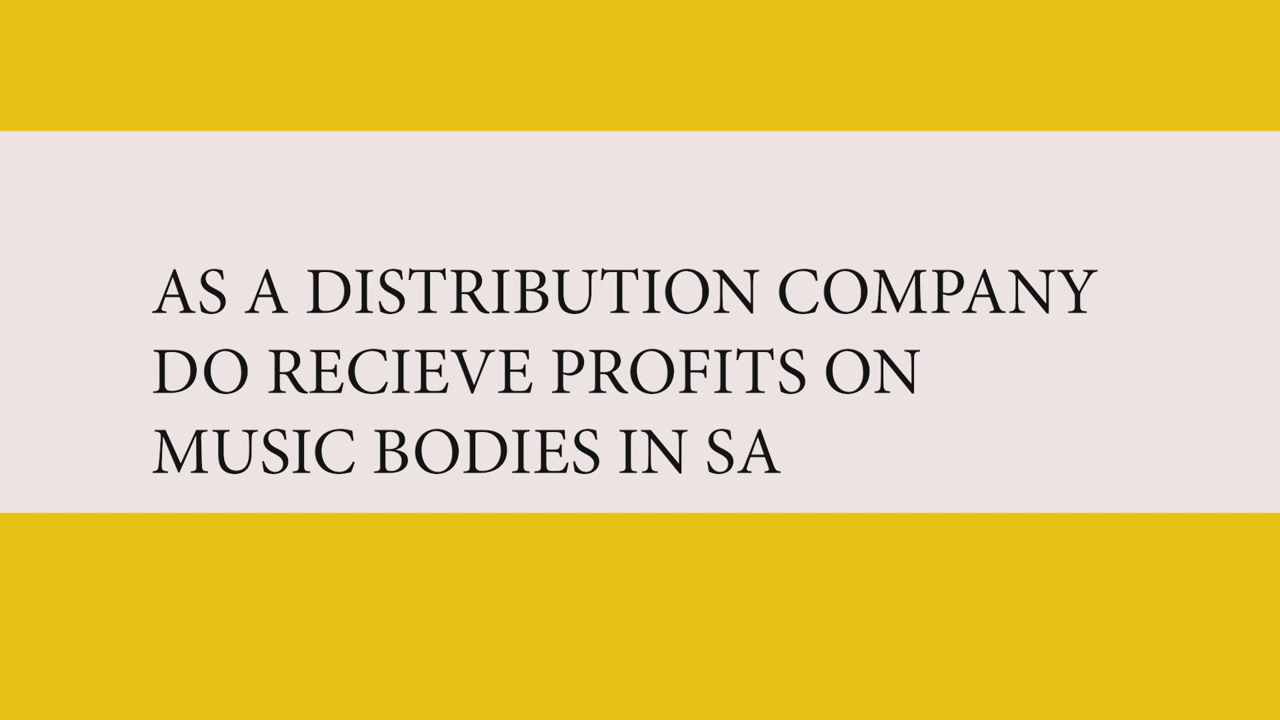 AS A DISTRIBUTION COMPANY
DO RECIEVE PROFITS ON
MUSIC BODIES IN SA